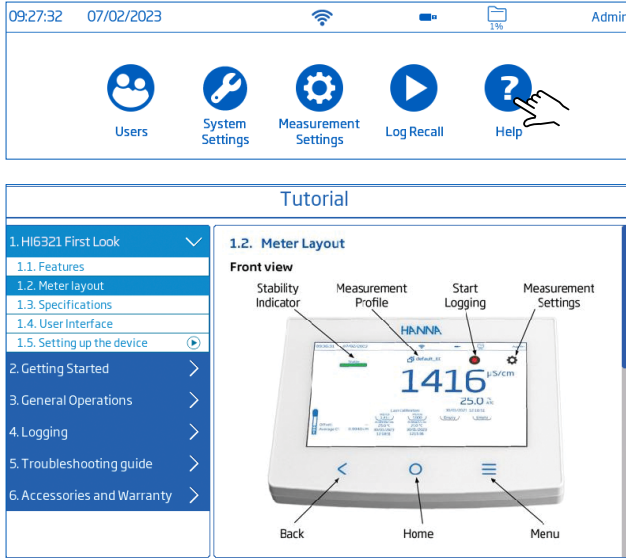 09:27:32 07/02/2023 1% Admin
Users
System Settings
Measurement Settings
Log Recall
Help
Tutorial
1. HI6321 First Look
1.1. Features
1.2. Meter layout
1.3. Specifications
1.4. User Interface
1.5. Setting up the device
2. Getting Started
3. General Operations
4. Logging
5. Troubleshooting guide
6. Accessories and Warranty
1.2. Meter Layout
Front view
Stability Indicator
Measurement Profile
Start Logging
Measurement Settings
HANNA
1416 µS/cm
25.0
Back
Home
Menu